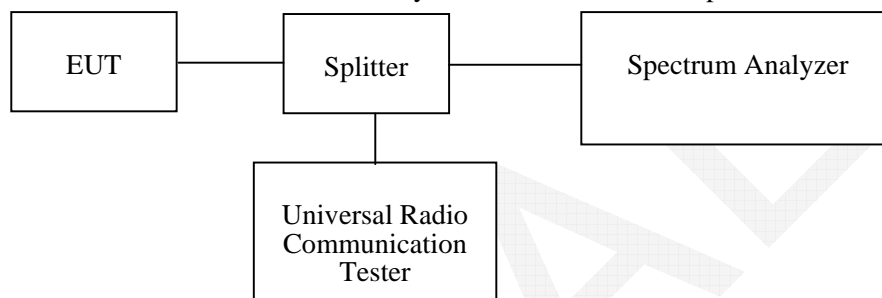 EUT
Splitter
Spectrum Analyzer
Universal Radio
Communication
Tester